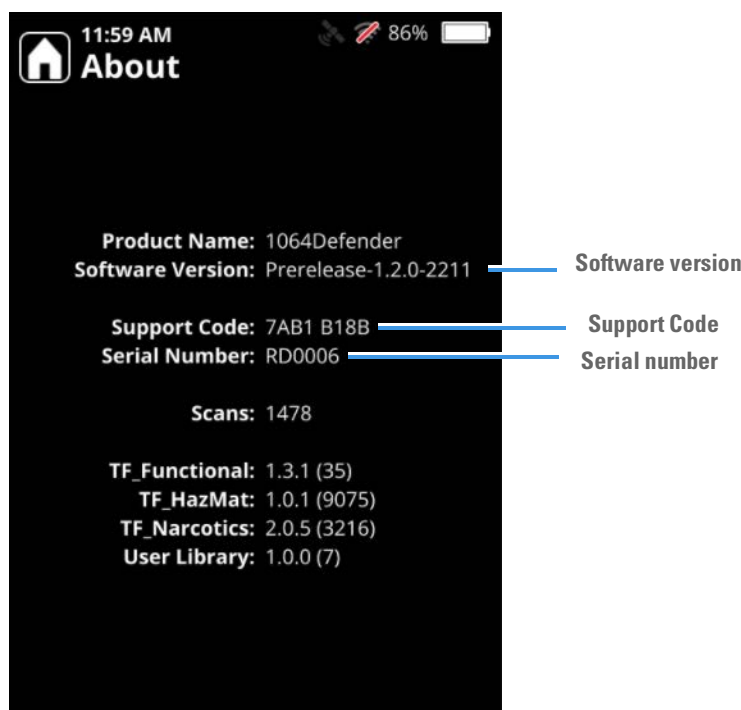 11:59 AM 86%
About
Product Name: 1064Defender
Software Version: Prerelease-1.2.0-2211 Software version
Support Code: 7AB1 B18B Support Code
Serial Number: RD0006 Serial number
Scans: 1478
TF_Functional: 1.3.1 (35)
TF_HazMat: 1.0.1 (9075)
TF_Narcotics: 2.0.5 (3216)
User Library: 1.0.0 (7)